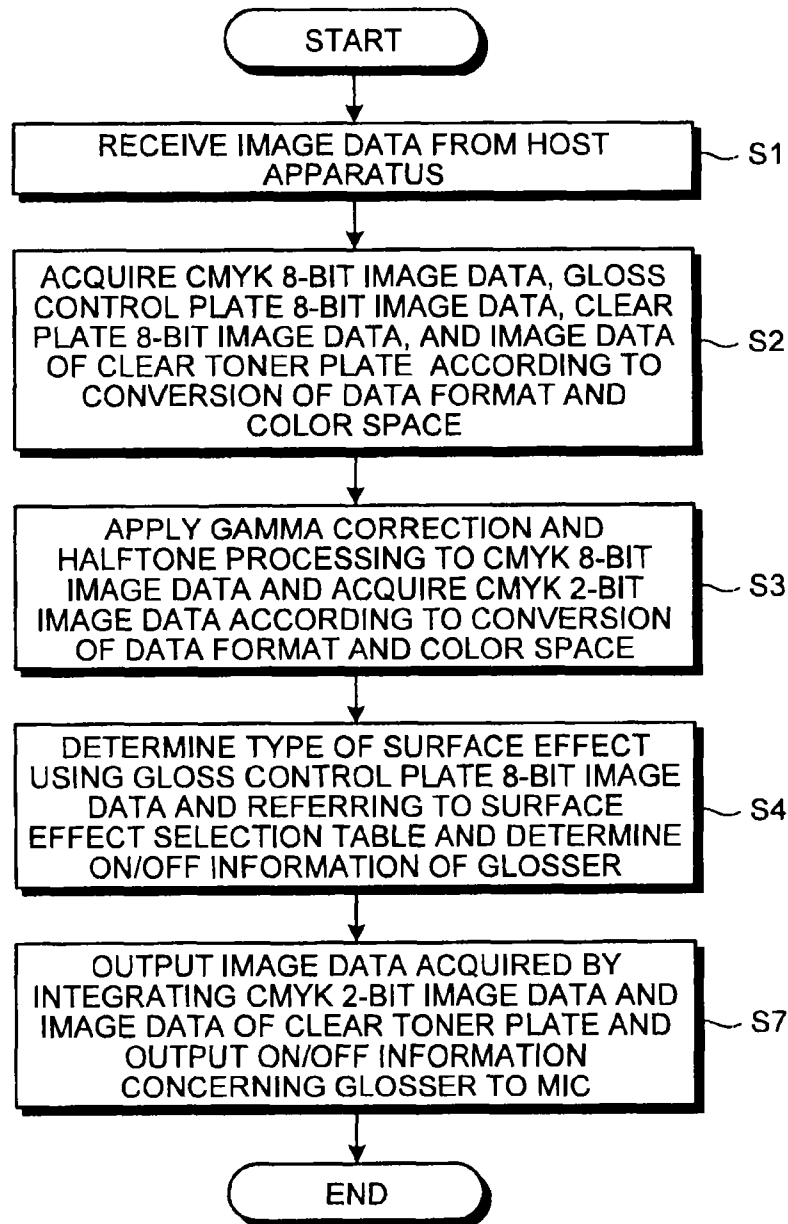 START
RECEIVE IMAGE DATA FROM HOST
APPARATUS
S1
ACQUIRE CMYK 8-BIT IMAGE DATA, GLOSS
CONTROL PLATE 8-BIT IMAGE DATA, CLEAR
PLATE 8-BIT IMAGE DATA, AND IMAGE DATA
OF CLEAR TONER PLATE ACCORDING TO
CONVERSION OF DATA FORMAT AND
COLOR SPACE
S2
APPLY GAMMA CORRECTION AND
HALFTONE PROCESSING TO CMYK 8-BIT
IMAGE DATA AND ACQUIRE CMYK 2-BIT
IMAGE DATA ACCORDING TO CONVERSION
OF DATA FORMAT AND COLOR SPACE
S3
DETERMINE TYPE OF SURFACE EFFECT
USING GLOSS CONTROL PLATE 8-BIT IMAGE
DATA AND REFERRING TO SURFACE
EFFECT SELECTION TABLE AND DETERMINE
ON/OFF INFORMATION OF GLOSSER
S4
OUTPUT IMAGE DATA ACQUIRED BY
INTEGRATING CMYK 2-BIT IMAGE DATA AND
IMAGE DATA OF CLEAR TONER PLATE AND
OUTPUT ON/OFF INFORMATION
CONCERNING GLOSSER TO MIC
S7
END